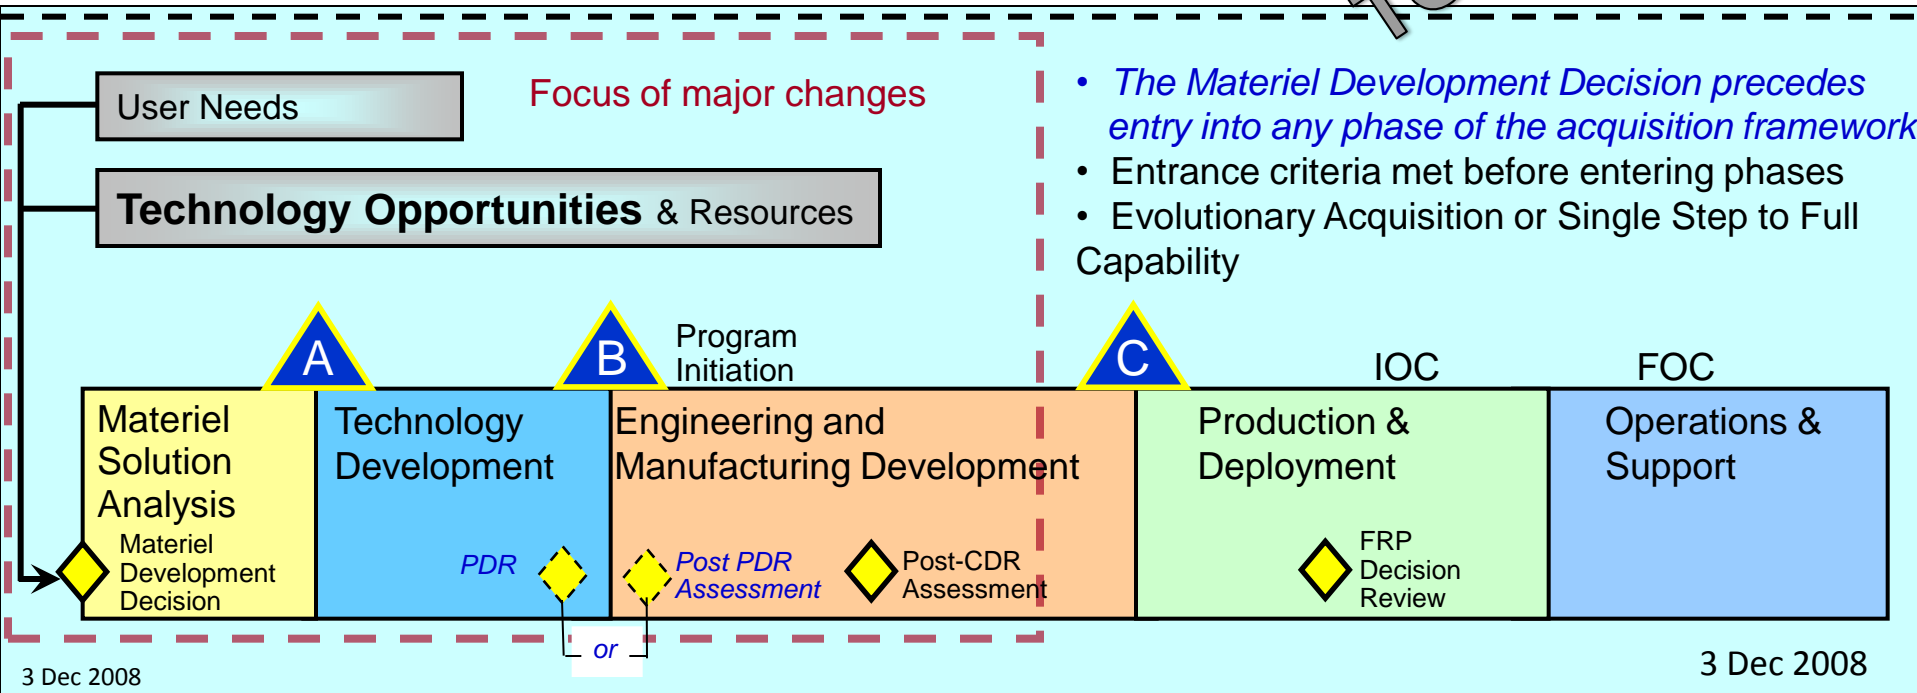 User Needs
Focus of major changes
Technology Opportunities & Resources
• The Materiel Development Decision precedes
entry into any phase of the acquisition framework
• Entrance criteria met before entering phases
• Evolutionary Acquisition or Single Step to Full
Capability
A
B
Program
Initiation
C
IOC
FOC
Materiel
Solution
Analysis
Technology
Development
Engineering and
Manufacturing Development
Production &
Deployment
Operations &
Support
Materiel
Development
Decision
PDR
Post PDR
Assessment
Post-CDR
Assessment
FRP
Decision
Review
or
3 Dec 2008
3 Dec 2008